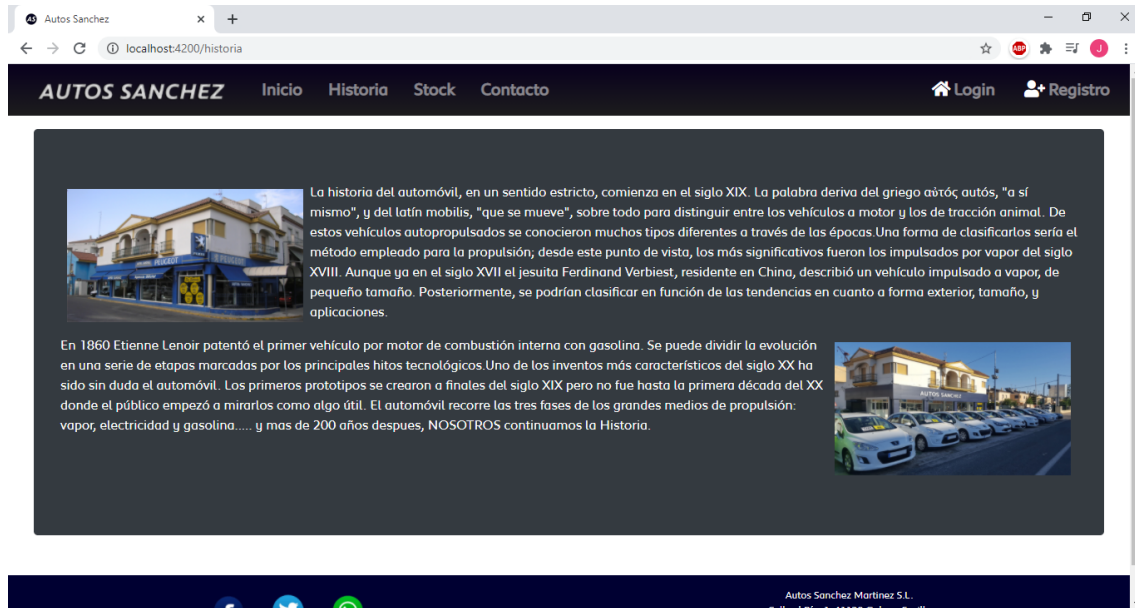 Autos Sanchez
localhost:4200/historia
ABP
J
AUTOS SANCHEZ
Inicio
Historia
Stock
Contacto
Login
Registro
La historia del automóvil, en un sentido estricto, comienza en el siglo XIX. La palabra deriva del griego αὐτός autós, "a sí
mismo", y del latín mobilis, "que se mueve", sobre todo para distinguir entre los vehículos a motor y los de tracción animal. De
estos vehículos autopropulsados se conocieron muchos tipos diferentes a través de las épocas.Una forma de clasificarlos sería el
método empleado para la propulsión; desde este punto de vista, los más significativos fueron los impulsados por vapor del siglo
XVIII. Aunque ya en el siglo XVII el jesuita Ferdinand Verbiest, residente en China, describió un vehículo impulsado a vapor, de
pequeño tamaño. Posteriormente, se podrían clasificar en función de las tendencias en cuanto a forma exterior, tamaño, y
aplicaciones.
PEUGEOT
PEUGEOT
En 1860 Etienne Lenoir patentó el primer vehículo por motor de combustión interna con gasolina. Se puede dividir la evolución
en una serie de etapas marcadas por los principales hitos tecnológicos.Uno de los inventos más característicos del siglo XX ha
sido sin duda el automóvil. Los primeros prototipos se crearon a finales del siglo XIX pero no fue hasta la primera década del XX
donde el público empezó a mirarlos como algo útil. El automóvil recorre las tres fases de los grandes medios de propulsión:
vapor, electricidad y gasolina..... y mas de 200 años despues, NOSOTROS continuamos la Historia.
AUTOS SANCHEZ
Autos Sanchez Martinez S.L.